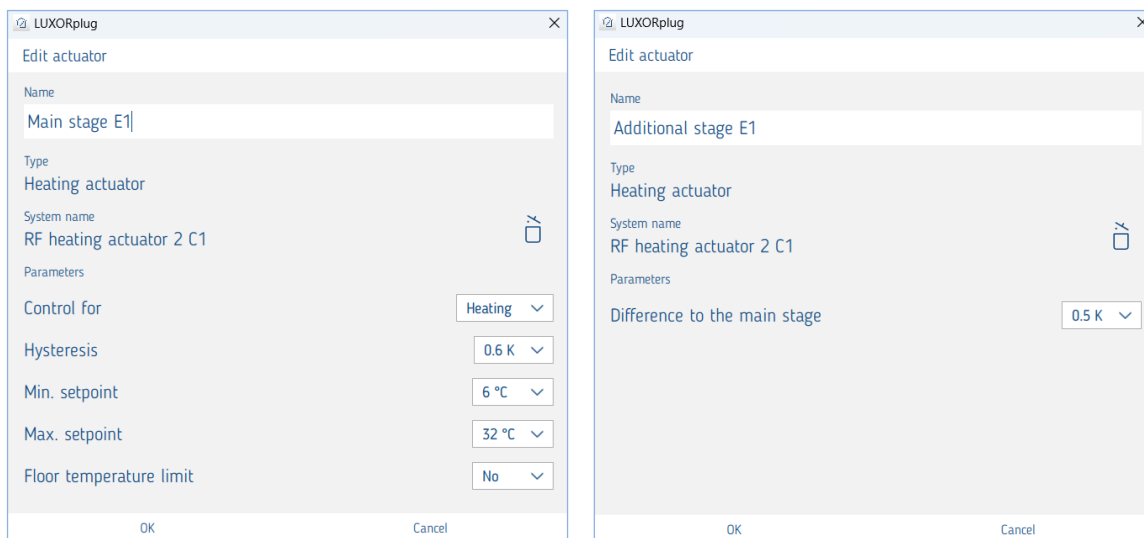 LUXORplug
Edit actuator
Name
Main stage E1
Type
Heating actuator
System name
RF heating actuator 2 C1
Parameters
Control for Heating
Hysteresis 0.6 K
Min. setpoint 6 °C
Max. setpoint 32 °C
Floor temperature limit No
OK Cancel
LUXORplug
Edit actuator
Name
Additional stage E1
Type
Heating actuator
System name
RF heating actuator 2 C1
Parameters
Difference to the main stage 0.5 K
OK Cancel